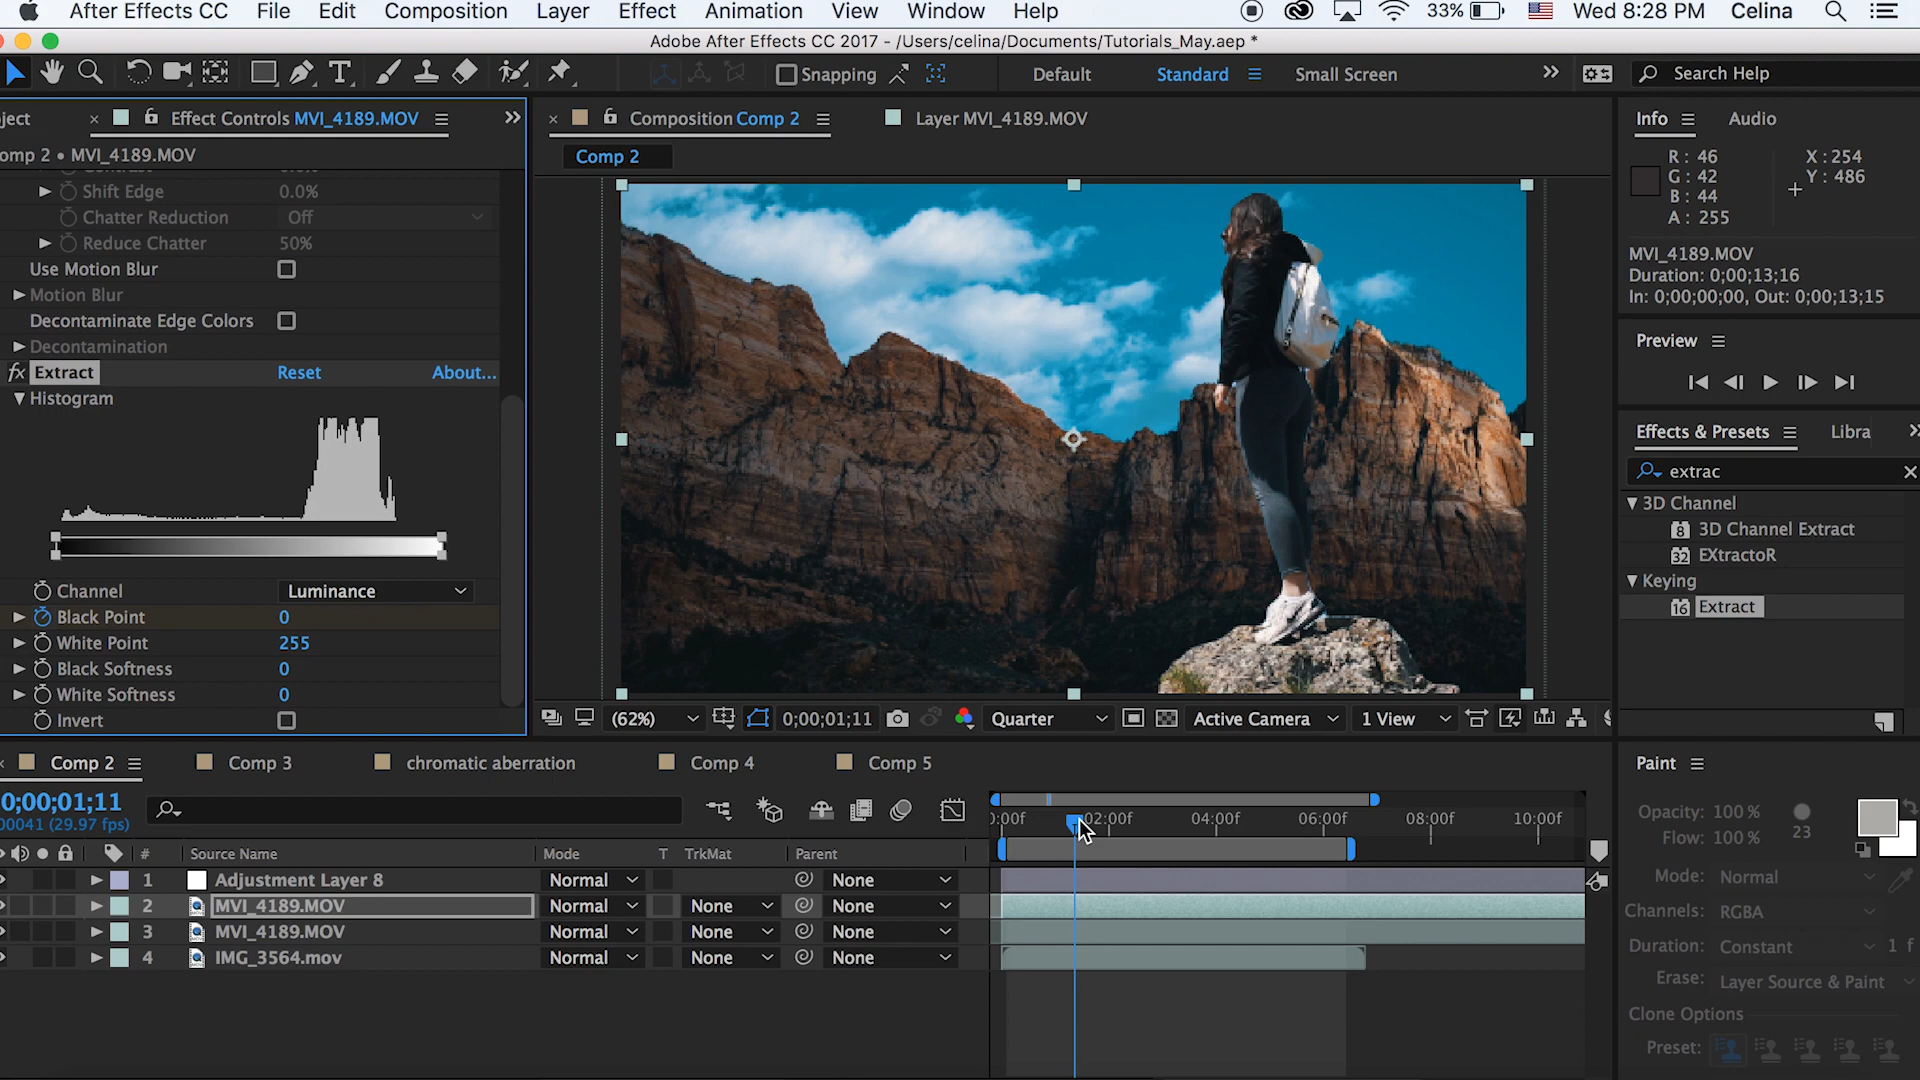 After Effects CC File Edit Composition Layer Effect Animation View Window Help 33% Wed 8:28 PM Celina
Adobe After Effects CC 2017 - /Users/celina/Documents/Tutorials_May.aep *
Snapping Default Standard Small Screen Search Help
ject Effect Controls MVI_4189.MOV
omp 2 • MVI_4189.MOV
Shift Edge 0.0%
Chatter Reduction Off
Reduce Chatter 50%
Use Motion Blur
Motion Blur
Decontaminate Edge Colors
Decontamination
fx Extract Reset About...
Histogram
Channel Luminance
Black Point 0
White Point 255
Black Softness 0
White Softness 0
Invert
Composition Comp 2 Layer MVI_4189.MOV
Comp 2
(62%) 0;00;01;11 Quarter Active Camera 1 View
Info Audio
R: 46 X: 254
G: 42 Y: 486
B: 44
A: 255
MVI_4189.MOV
Duration: 0;00;13;16
In: 0;00;00;00, Out: 0;00;13;15
Preview
Effects & Presets Libra
extrac
3D Channel
8 3D Channel Extract
32 EXtractoR
Keying
16 Extract
Comp 2 Comp 3 chromatic aberration Comp 4 Comp 5
0;00;01;11
00041 (29.97 fps)
):00f 02:00f 04:00f 06:00f 08:00f 10:00f
# Source Name Mode T TrkMat Parent
1 Adjustment Layer 8 Normal None
2 MVI_4189.MOV Normal None None
3 MVI_4189.MOV Normal None None
4 IMG_3564.mov Normal None None
Paint
Opacity: 100 %
Flow: 100 % 23
Mode: Normal
Channels: RGBA
Duration: Constant 1 f
Erase: Layer Source & Paint
Clone Options
Preset: